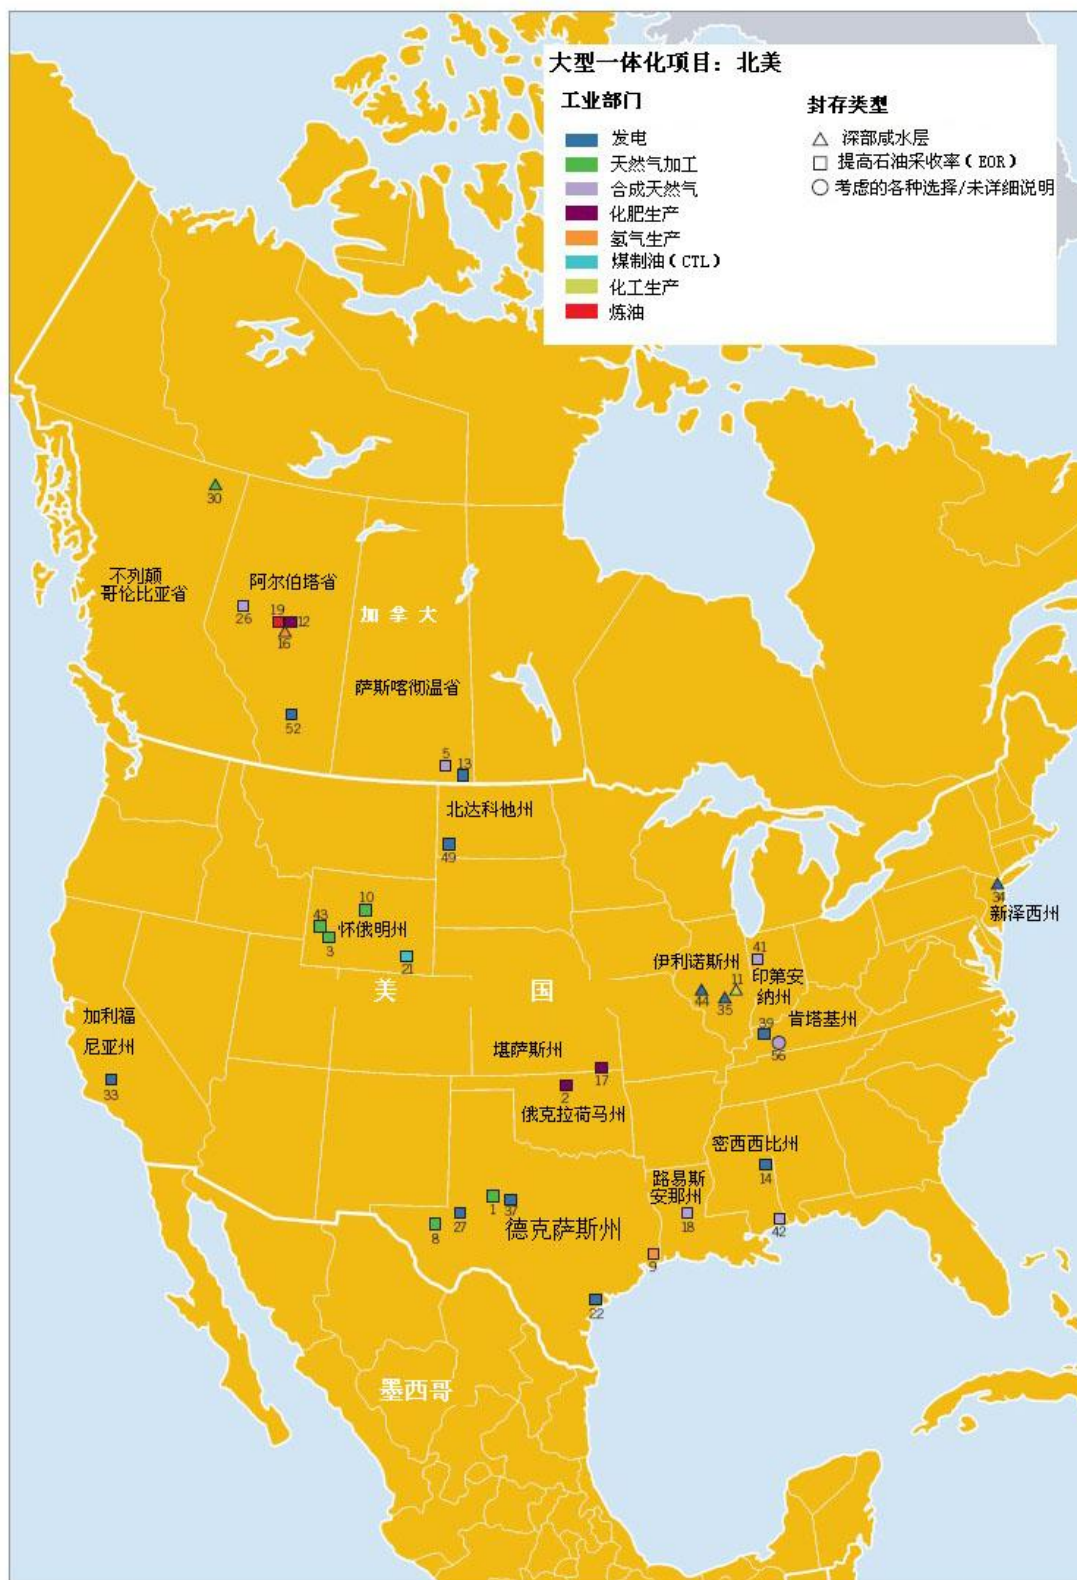 大型一体化项目：北美
工业部门
发电
天然气加工
合成天然气
化肥生产
氢气生产
煤制油（CTL）
化工生产
炼油
封存类型
深部咸水层
提高石油采收率（EOR）
考虑的各种选择/未详细说明
30
不列颠
哥伦比亚省
阿尔伯塔省
26
19
12
16
加拿大
萨斯喀彻温省
52
5
13
北达科他州
49
10
43
怀俄明州
3
21
34
新泽西州
41
伊利诺斯州
11
印第安
纳州
44
35
美国
39
肯塔基州
56
加利福
尼亚州
33
堪萨斯州
17
2
俄克拉荷马州
密西西比州
14
路易斯
安那州
18
42
1
37
27
8
德克萨斯州
9
22
墨西哥